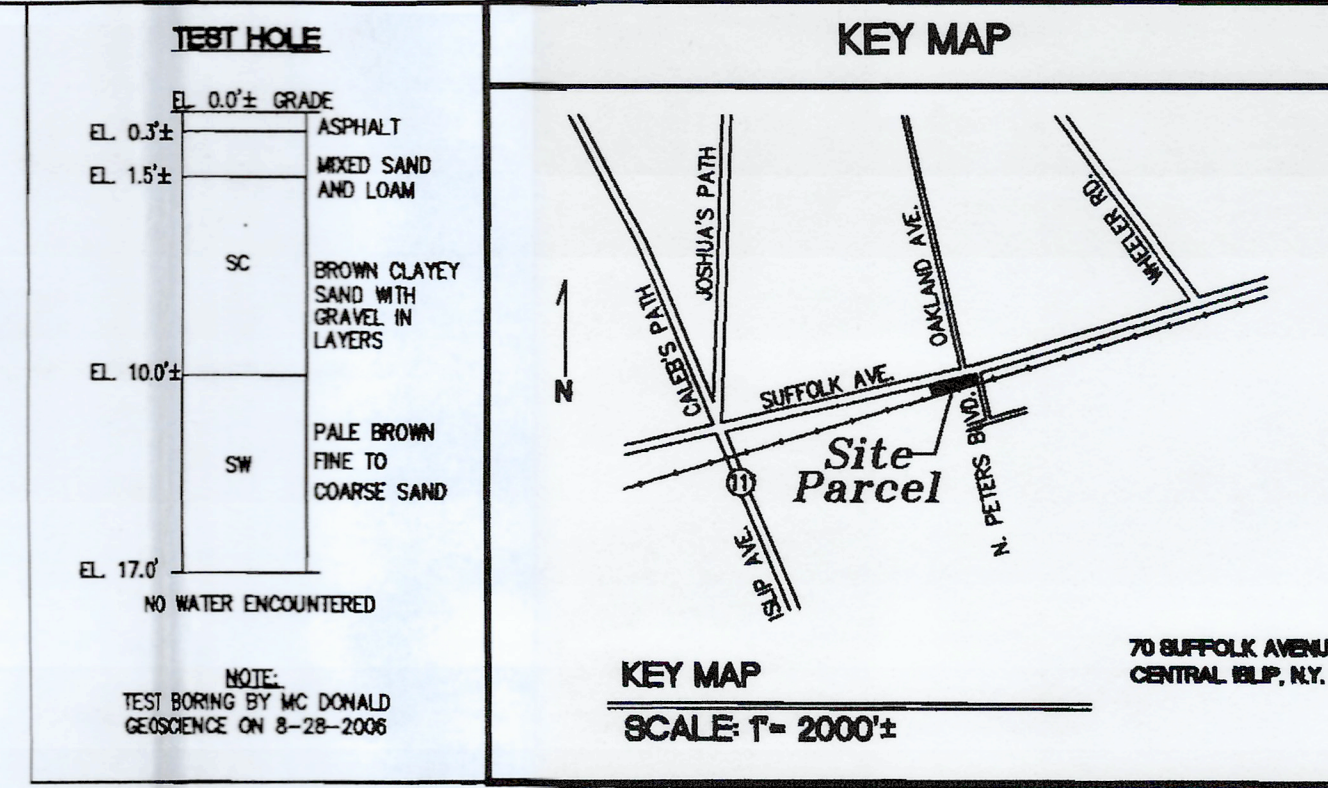 TEST HOLE
EL 0.0'± GRADE
EL 0.3'±
ASPHALT
EL 1.5'±
MIXED SAND
AND LOAM
SC
BROWN CLAYEY
SAND WITH
GRAVEL IN
LAYERS
EL 10.0'±
SW
PALE BROWN
FINE TO
COARSE SAND
EL 17.0'
NO WATER ENCOUNTERED
NOTE:
TEST BORING BY MC DONALD
GEOSCIENCE ON 8-28-2006
KEY MAP
CALEB'S PATH
JOSHUA'S PATH
OAKLAND AVE.
WHEELER RD.
N
SUFFOLK AVE.
Site
Parcel
N. PETERS BLVD.
11
ISLIP AVE.
KEY MAP
SCALE: 1"= 2000'±
70 SUFFOLK AVENU
CENTRAL ISLIP, N.Y.